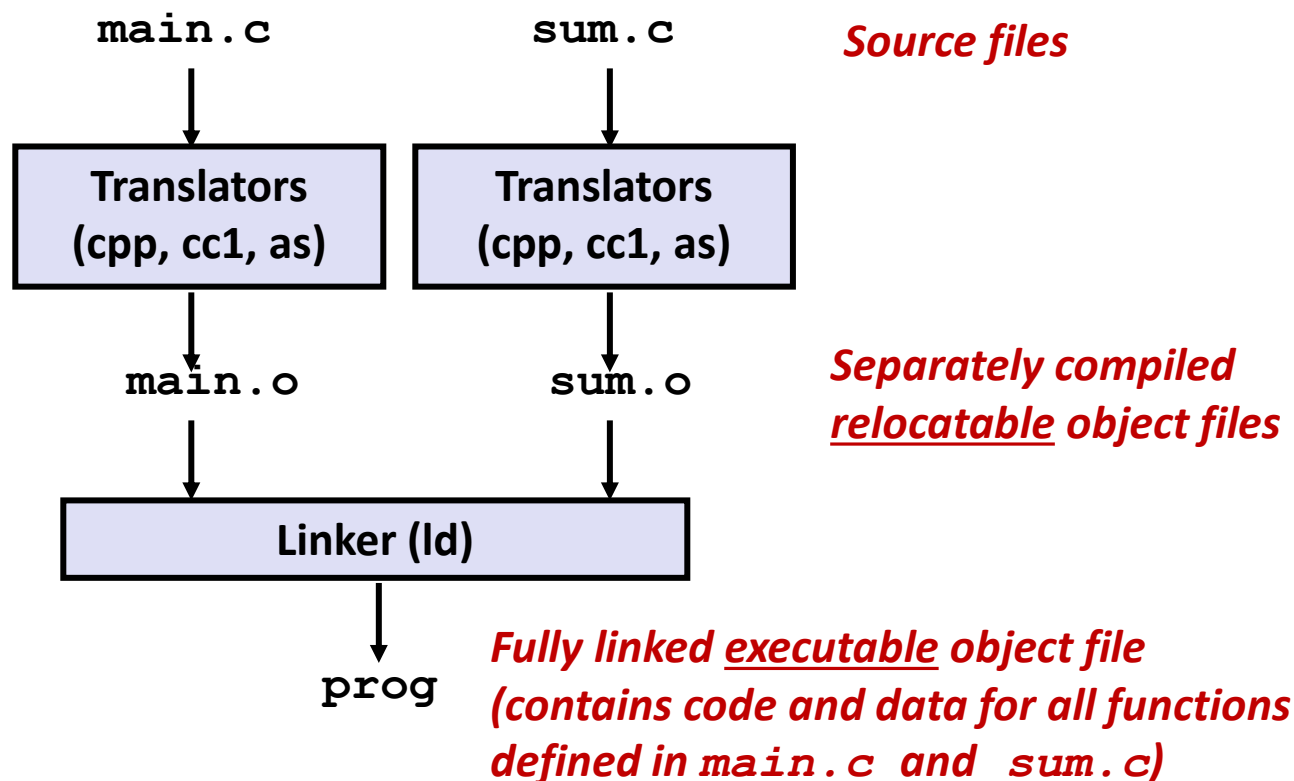 main.c
sum.c
Source files
Translators
(cpp, cc1, as)
Translators
(cpp, cc1, as)
main.o
sum.o
Separately compiled
relocatable object files
Linker (ld)
prog
Fully linked executable object file
(contains code and data for all functions
defined in main.c and sum.c)